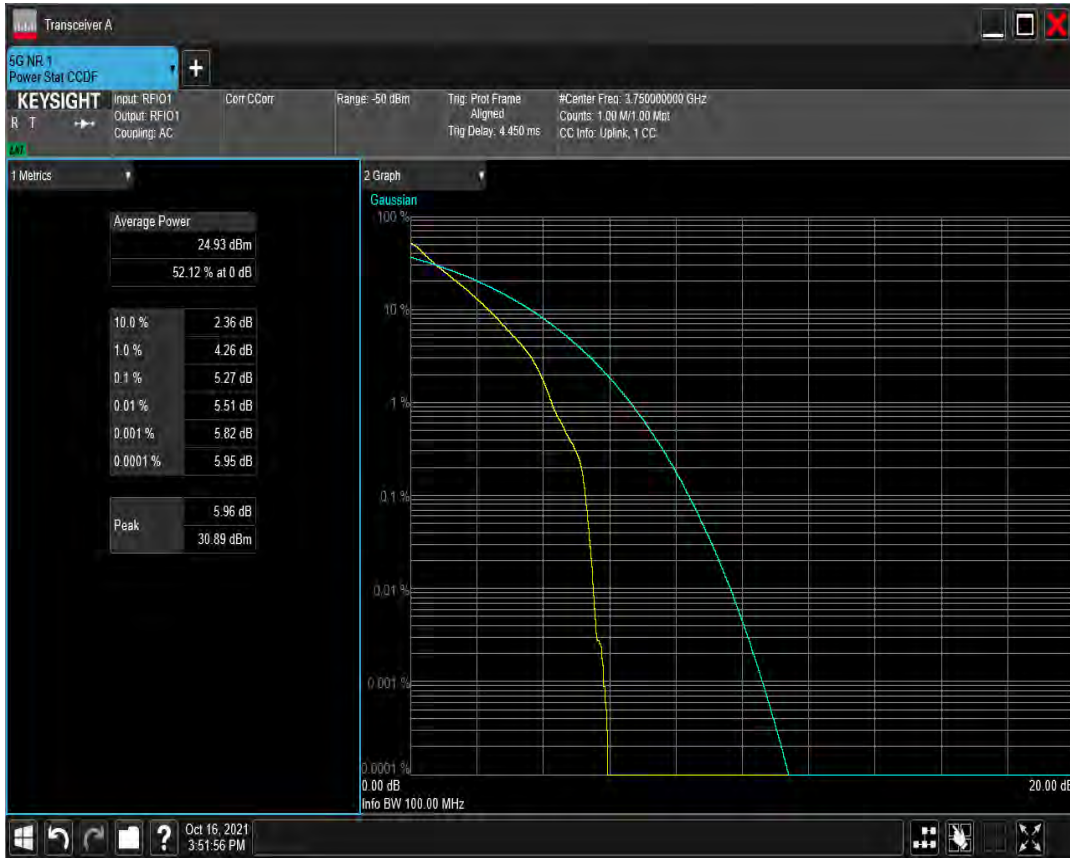 Transceiver A
5G NR 1
Power Stat CCDF
+
KEYSIGHT
R T
LXI
Input: RFIO1
Output: RFIO1
Coupling: AC
Corr CCorr
Range: -50 dBm
Trig: Prot Frame
Aligned
Trig Delay: 4.450 ms
#Center Freq: 3.750000000 GHz
Counts: 1.00 M/1.00 Mpt
CC Info: Uplink, 1 CC
1 Metrics
Average Power
24.93 dBm
52.12 % at 0 dB
10.0 % 2.36 dB
1.0 % 4.26 dB
0.1 % 5.27 dB
0.01 % 5.51 dB
0.001 % 5.82 dB
0.0001 % 5.95 dB
Peak 5.96 dB
30.89 dBm
2 Graph
Gaussian
100 %
10 %
1 %
0.1 %
0.01 %
0.001 %
0.0001 %
0.00 dB 20.00 dB
Info BW 100.00 MHz
? Oct 16, 2021
3:51:56 PM